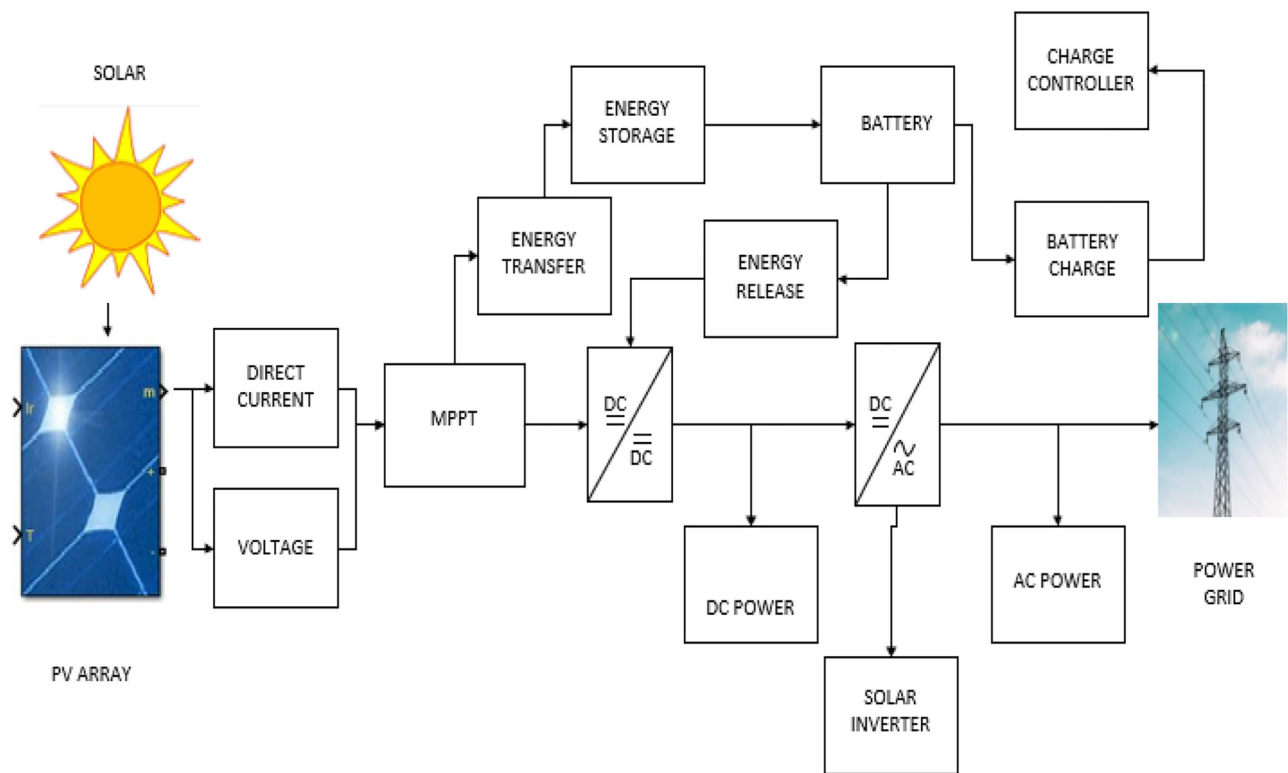 SOLAR
ENERGY
STORAGE
BATTERY
CHARGE
CONTROLLER
ENERGY
TRANSFER
ENERGY
RELEASE
BATTERY
CHARGE
Ir
T
m
+
-
PV ARRAY
DIRECT
CURRENT
VOLTAGE
MPPT
DC
DC
DC
AC
DC POWER
SOLAR
INVERTER
AC POWER
POWER
GRID